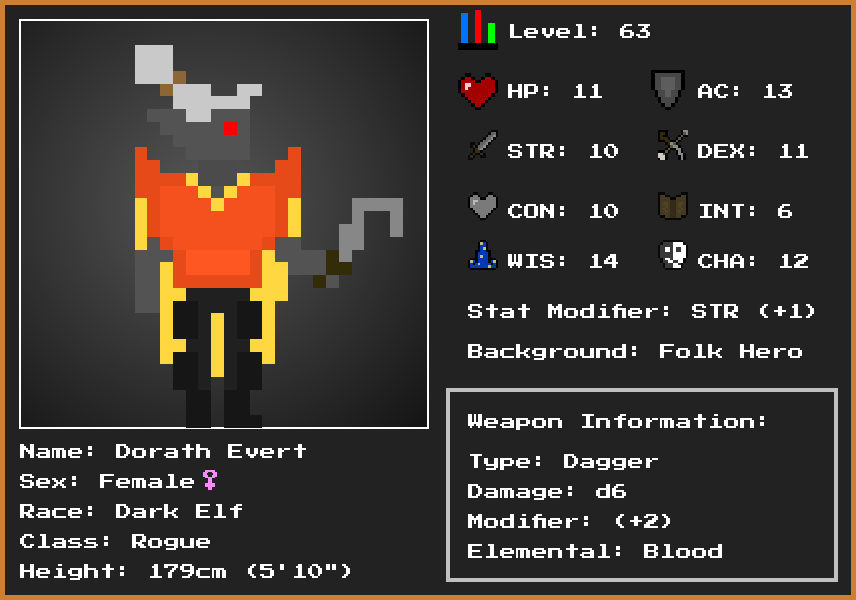 Level: 63
HP: 11
AC: 13
STR: 10
DEX: 11
CON: 10
INT: 6
WIS: 14
CHA: 12
Stat Modifier: STR (+1)
Background: Folk Hero
Weapon Information:
Type: Dagger
Damage: d6
Modifier: (+2)
Elemental: Blood
Name: Dorath Evert
Sex: Female♀
Race: Dark Elf
Class: Rogue
Height: 179cm (5'10")